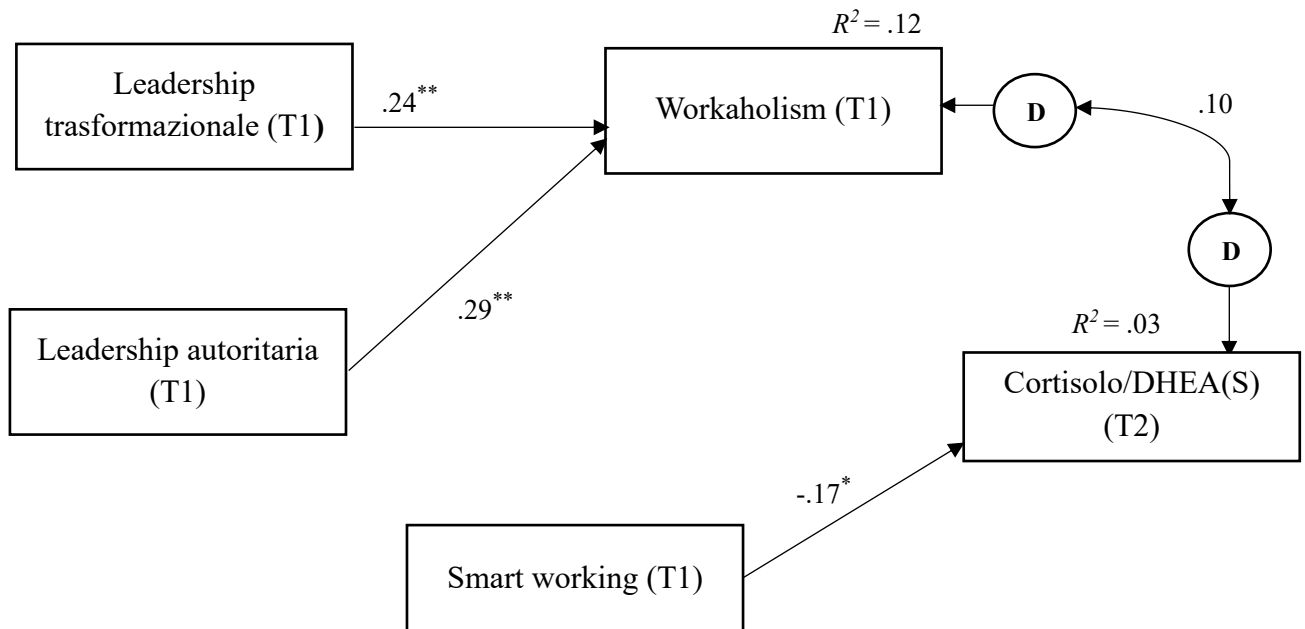 R² = .12
Leadership
trasformazionale (T1)
.24**
Workaholism (T1)
D
.10
D
.29**
R² = .03
Leadership autoritaria
(T1)
Cortisolo/DHEA(S)
(T2)
-.17*
Smart working (T1)